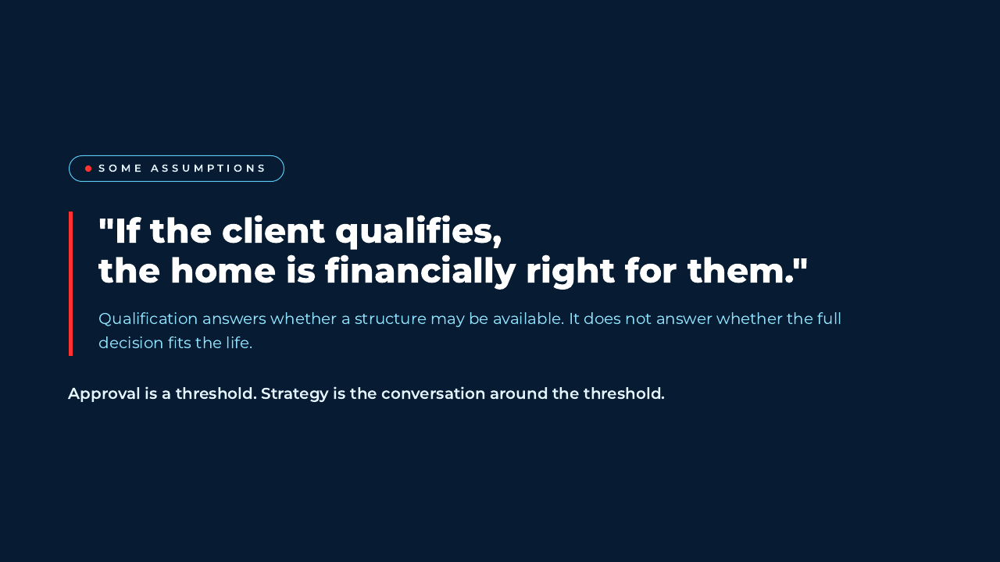 SOME ASSUMPTIONS
"If the client qualifies,
the home is financially right for them."
Qualification answers whether a structure may be available. It does not answer whether the full
decision fits the life.
Approval is a threshold. Strategy is the conversation around the threshold.